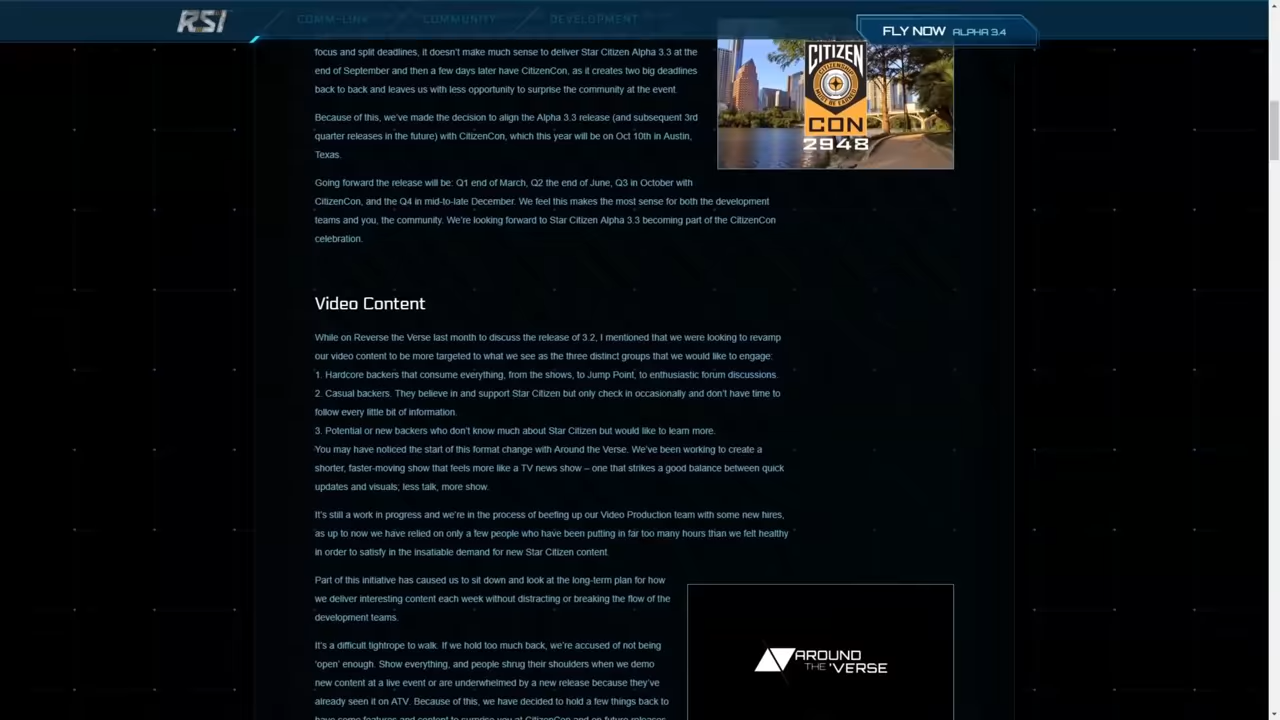 RSI
COMM-LINK
COMMUNITY
DEVELOPMENT
FLY NOW ALPHA 3.4
focus and split deadlines, it doesn't make much sense to deliver Star Citizen Alpha 3.3 at the
end of September and then a few days later have CitizenCon, as it creates two big deadlines
back to back and leaves us with less opportunity to surprise the community at the event.
Because of this, we've made the decision to align the Alpha 3.3 release (and subsequent 3rd
quarter releases in the future) with CitizenCon, which this year will be on Oct 10th in Austin,
Texas.
CITIZEN
CON
2948
Going forward the release will be: Q1 end of March, Q2 the end of June, Q3 in October with
CitizenCon, and the Q4 in mid-to-late December. We feel this makes the most sense for both the development
teams and you, the community. We're looking forward to Star Citizen Alpha 3.3 becoming part of the CitizenCon
celebration.
Video Content
While on Reverse the Verse last month to discuss the release of 3.2, I mentioned that we were looking to revamp
our video content to be more targeted to what we see as the three distinct groups that we would like to engage:
1. Hardcore backers that consume everything, from the shows, to Jump Point, to enthusiastic forum discussions.
2. Casual backers. They believe in and support Star Citizen but only check in occasionally and don't have time to
follow every little bit of information.
3. Potential or new backers who don't know much about Star Citizen but would like to learn more.
You may have noticed the start of this format change with Around the Verse. We've been working to create a
shorter, faster-moving show that feels more like a TV news show – one that strikes a good balance between quick
updates and visuals; less talk, more show.
It's still a work in progress and we're in the process of beefing up our Video Production team with some new hires,
as up to now we have relied on only a few people who have been putting in far too many hours than we felt healthy
in order to satisfy in the insatiable demand for new Star Citizen content.
Part of this initiative has caused us to sit down and look at the long-term plan for how
we deliver interesting content each week without distracting or breaking the flow of the
development teams.
It's a difficult tightrope to walk. If we hold too much back, we're accused of not being
'open' enough. Show everything, and people shrug their shoulders when we demo
new content at a live event or are underwhelmed by a new release because they've
already seen it on ATV. Because of this, we have decided to hold a few things back to
have some features and content to surprise you at CitizenCon and on future releases
AROUND
THE 'VERSE